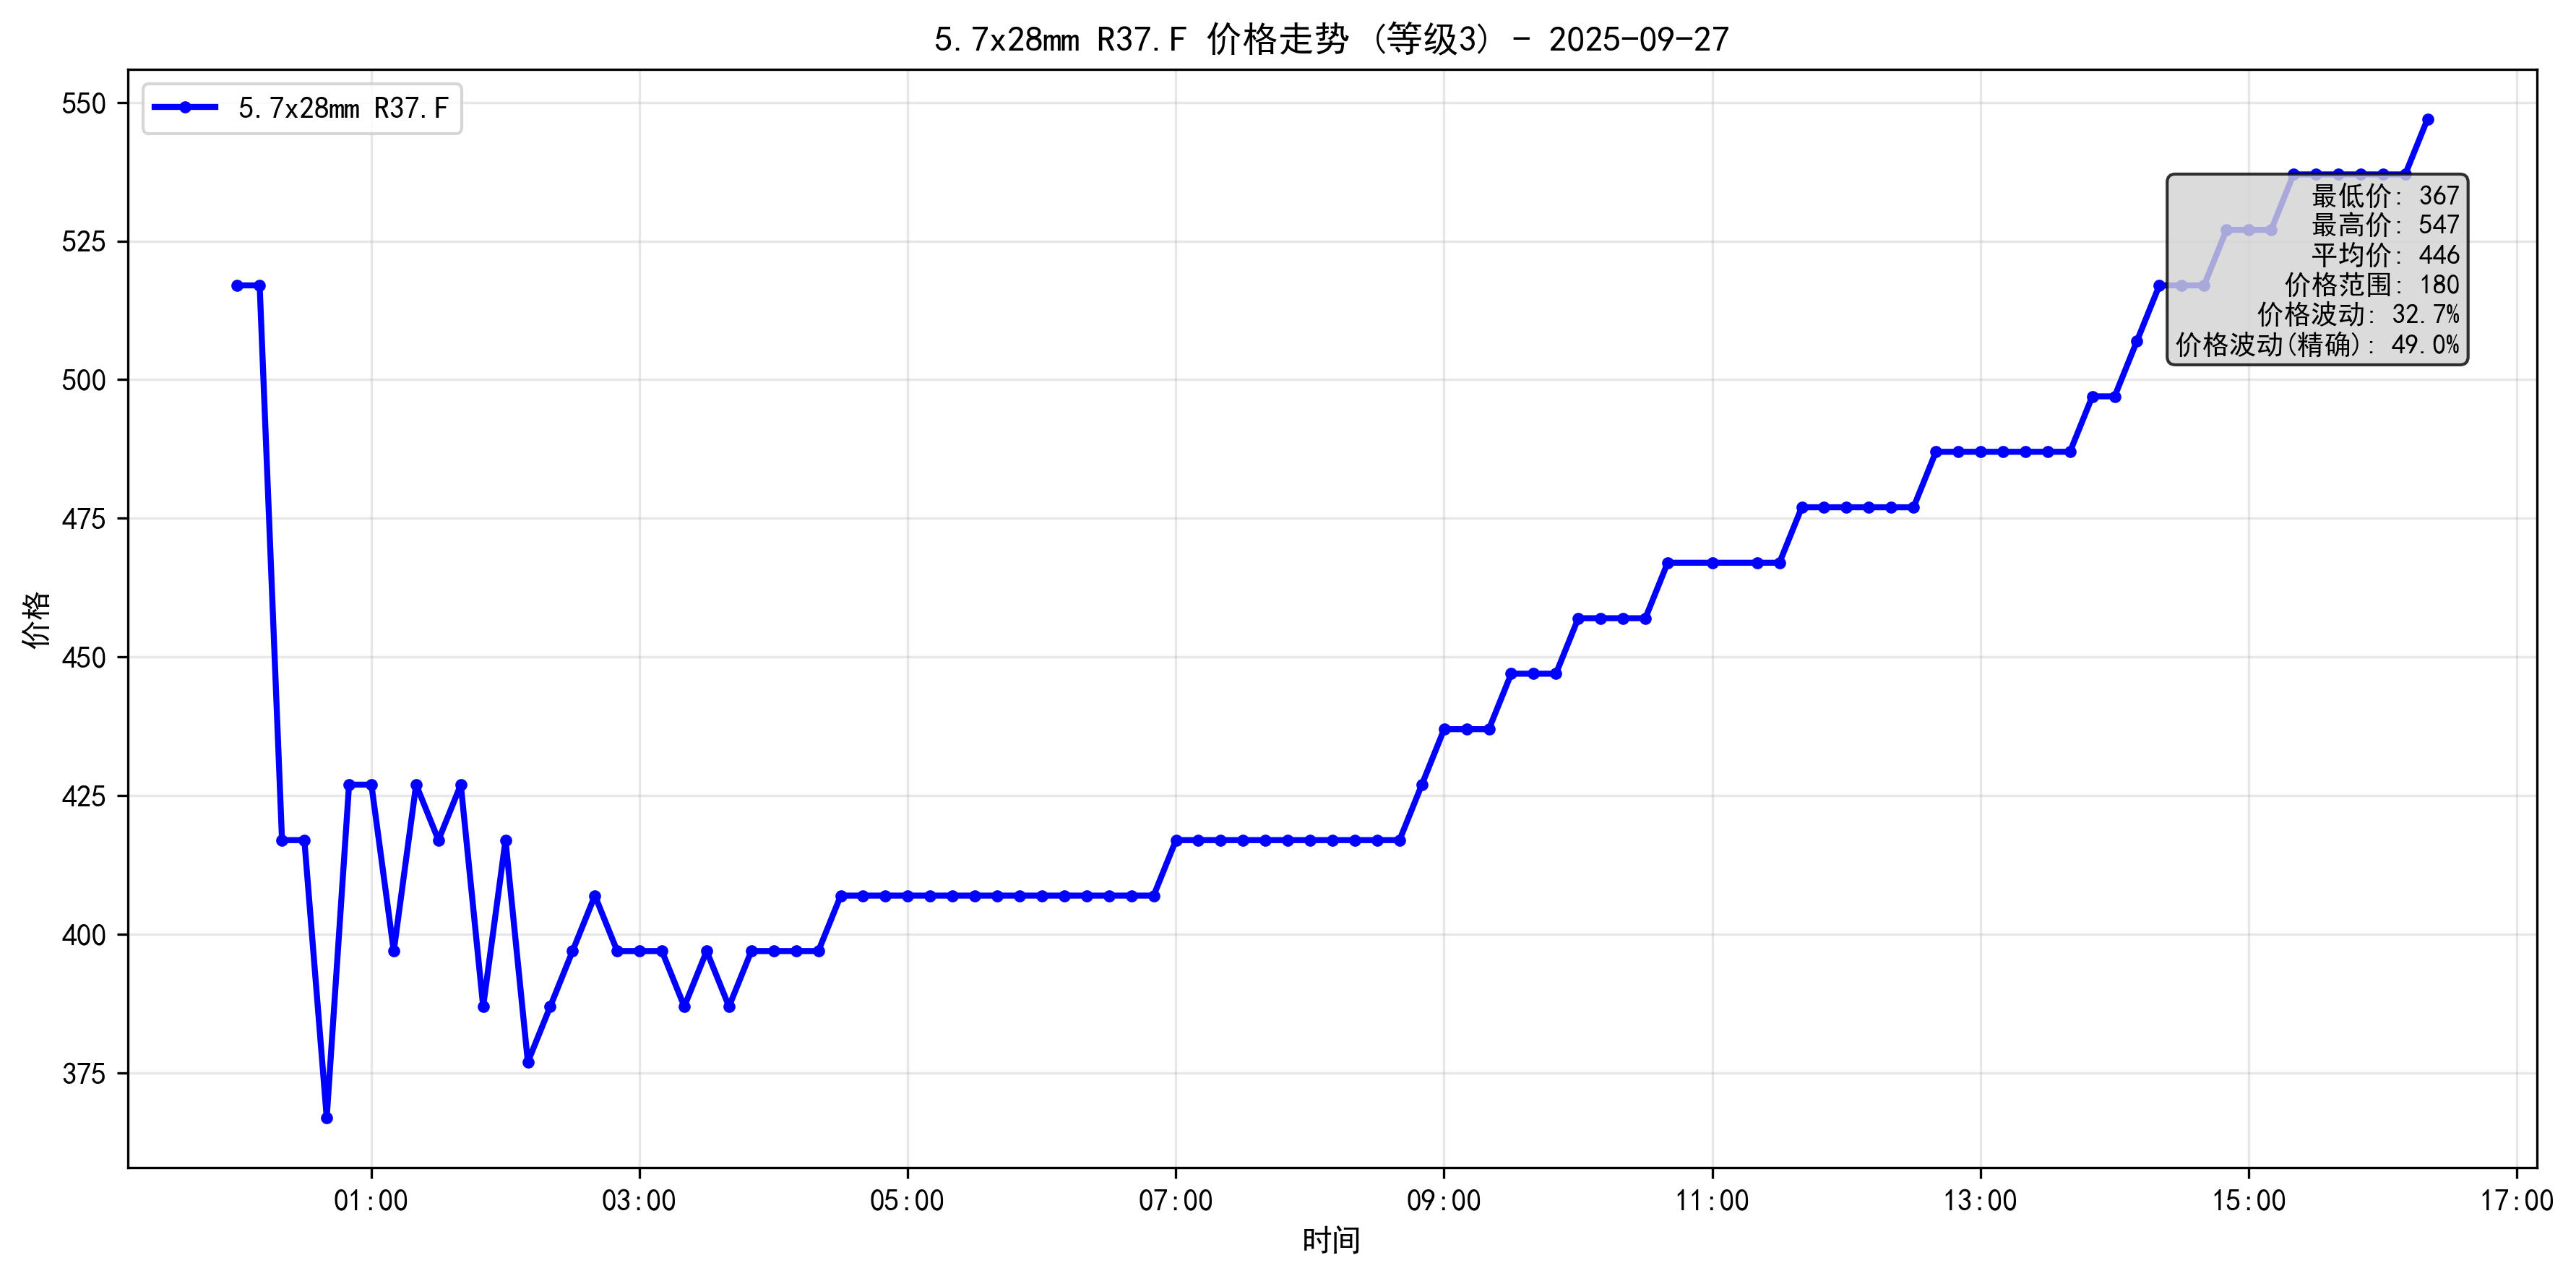 5.7x28mm R37.F 价格走势 (等级3) - 2025-09-27
5.7x28mm R37.F
550
525
500
475
450
425
400
375
价格
最低价: 367
最高价: 547
平均价: 446
价格范围: 180
价格波动: 32.7%
价格波动(精确): 49.0%
01:00 03:00 05:00 07:00 09:00 11:00 13:00 15:00 17:00
时间